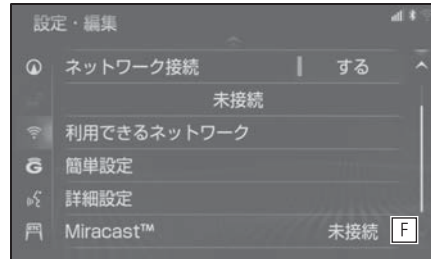 設定・編集
ネットワーク接続 する
未接続
利用できるネットワーク
簡単設定
詳細設定
Miracast™ 未接続 F